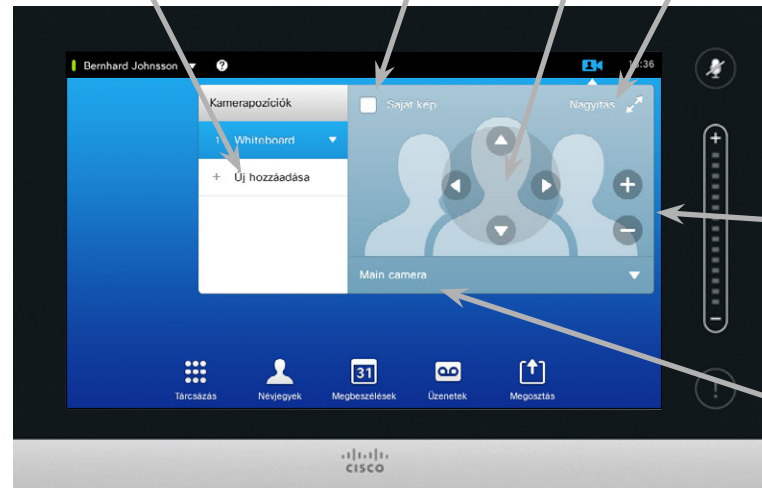 Bernhard Johnsson ?
Kamerapozíciók
Saját kép
Nagyítás
1 Whiteboard
+ Új hozzáadása
Main camera
31
Tárcsázás
Névjegyek
Megbeszélések
Üzenetek
Megosztás
CISCO